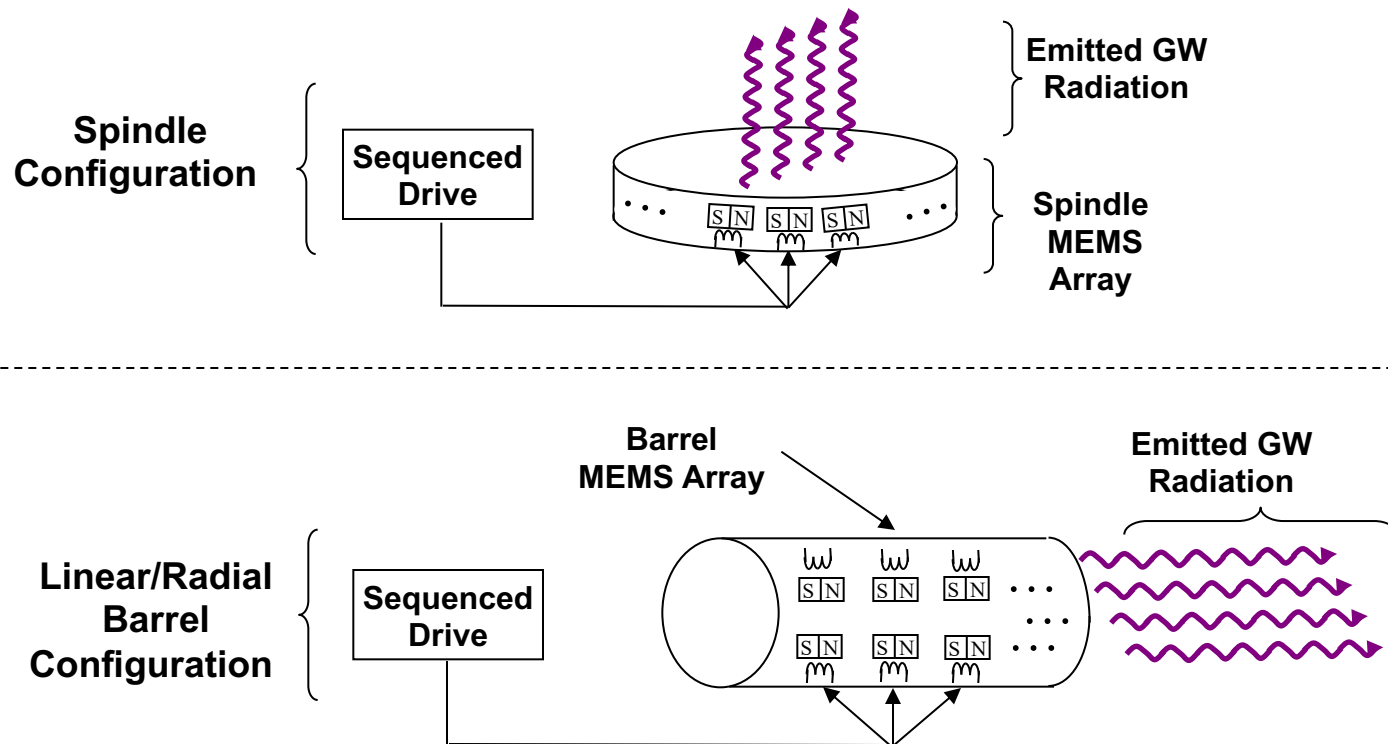 Emitted GW
Radiation
Spindle
Configuration
Sequenced
Drive
S N S N S N
Spindle
MEMS
Array
Barrel
MEMS Array
Emitted GW
Radiation
Linear/Radial
Barrel
Configuration
Sequenced
Drive
S N S N S N
S N S N S N